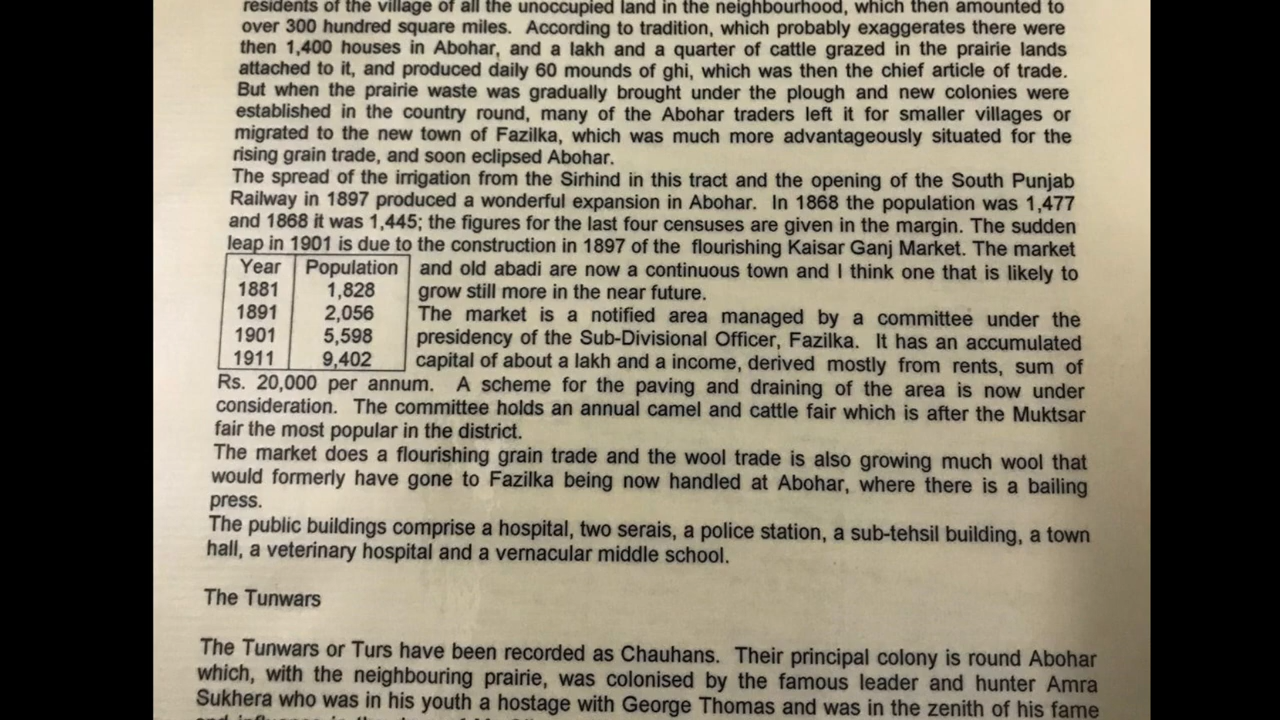 residents of the village of all the unoccupied land in the neighbourhood, which then amounted to
over 300 hundred square miles. According to tradition, which probably exaggerates there were
then 1,400 houses in Abohar, and a lakh and a quarter of cattle grazed in the prairie lands
attached to it, and produced daily 60 mounds of ghi, which was then the chief article of trade.
But when the prairie waste was gradually brought under the plough and new colonies were
established in the country round, many of the Abohar traders left it for smaller villages or
migrated to the new town of Fazilka, which was much more advantageously situated for the
rising grain trade, and soon eclipsed Abohar.
The spread of the irrigation from the Sirhind in this tract and the opening of the South Punjab
Railway in 1897 produced a wonderful expansion in Abohar. In 1868 the population was 1,477
and 1868 it was 1,445; the figures for the last four censuses are given in the margin. The sudden
leap in 1901 is due to the construction in 1897 of the flourishing Kaisar Ganj Market. The market
Year Population
1881 1,828
1891 2,056
1901 5,598
1911 9,402
and old abadi are now a continuous town and I think one that is likely to
grow still more in the near future.
The market is a notified area managed by a committee under the
presidency of the Sub-Divisional Officer, Fazilka. It has an accumulated
capital of about a lakh and a income, derived mostly from rents, sum of
Rs. 20,000 per annum. A scheme for the paving and draining of the area is now under
consideration. The committee holds an annual camel and cattle fair which is after the Muktsar
fair the most popular in the district.
The market does a flourishing grain trade and the wool trade is also growing much wool that
would formerly have gone to Fazilka being now handled at Abohar, where there is a bailing
press.
The public buildings comprise a hospital, two serais, a police station, a sub-tehsil building, a town
hall, a veterinary hospital and a vernacular middle school.
The Tunwars
The Tunwars or Turs have been recorded as Chauhans. Their principal colony is round Abohar
which, with the neighbouring prairie, was colonised by the famous leader and hunter Amra
Sukhera who was in his youth a hostage with George Thomas and was in the zenith of his fame